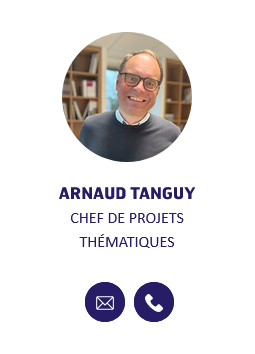 ARNAUD TANGUY
CHEF DE PROJETS
THÉMATIQUES